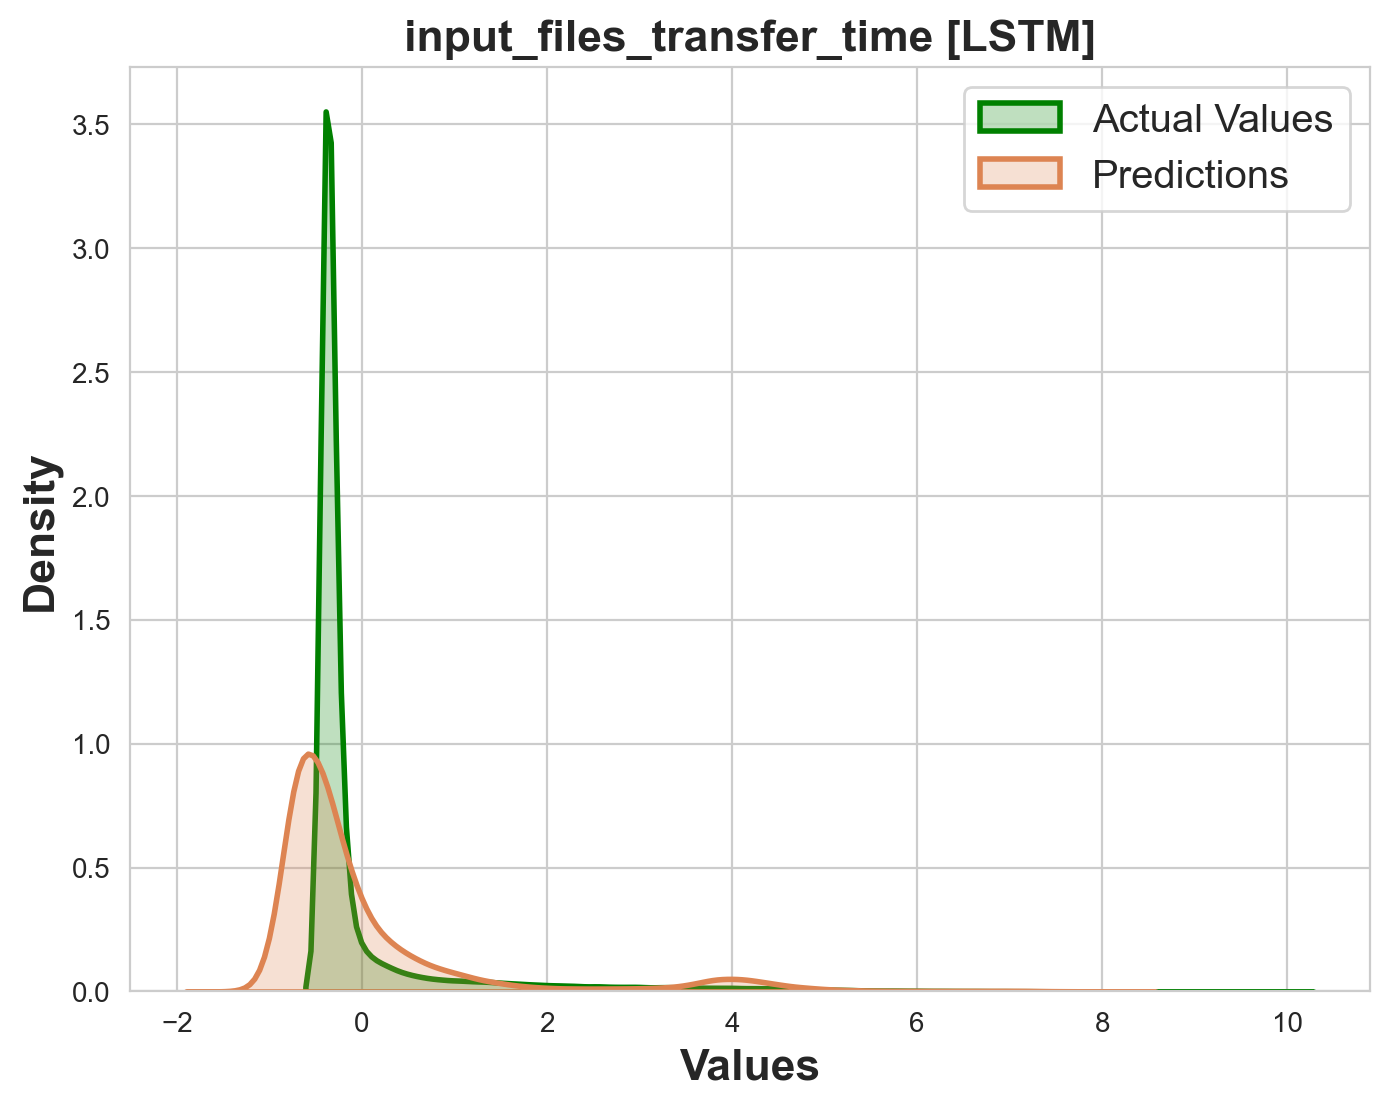 input_files_transfer_time [LSTM]
Actual Values
Predictions
Density
3.5
3.0
2.5
2.0
1.5
1.0
0.5
0.0
−2 0 2 4 6 8 10
Values